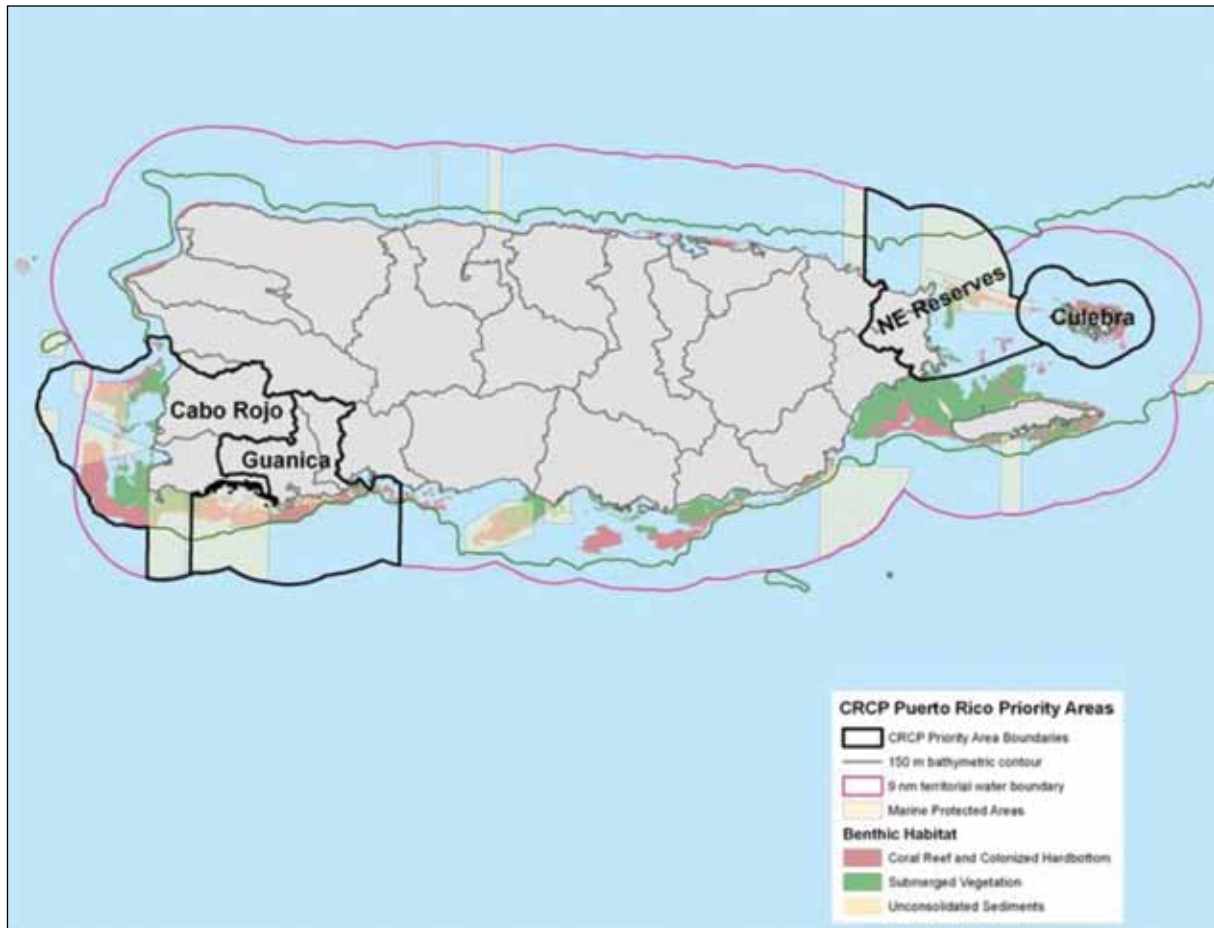 NE Reserves
Culebra
Cabo Rojo
Guanica
CRCP Puerto Rico Priority Areas
CRCP Priority Area Boundaries
150 m bathymetric contour
9 nm territorial water boundary
Marine Protected Areas
Benthic Habitat
Coral Reef and Colonized Hardbottom
Submerged Vegetation
Unconsolidated Sediments